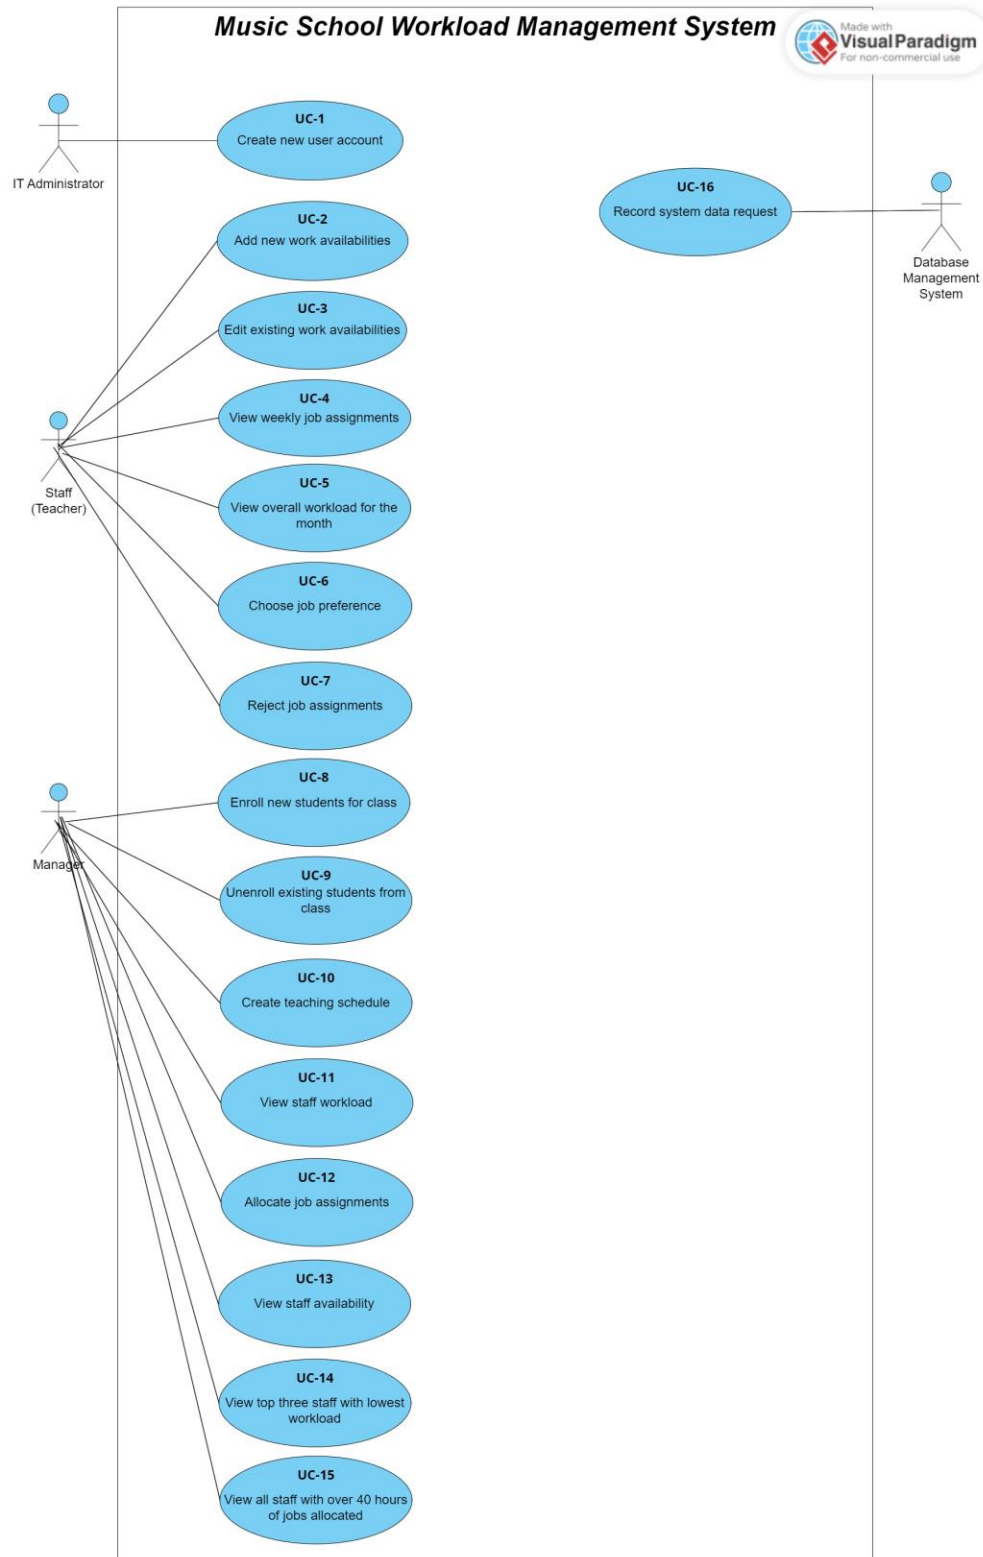 Music School Workload Management System
Made with
Visual Paradigm
For non-commercial use
IT Administrator
UC-1
Create new user account
UC-16
Record system data request
Database
Management
System
UC-2
Add new work availabilities
UC-3
Edit existing work availabilities
UC-4
View weekly job assignments
Staff
(Teacher)
UC-5
View overall workload for the
month
UC-6
Choose job preference
UC-7
Reject job assignments
UC-8
Enroll new students for class
Manager
UC-9
Unenroll existing students from
class
UC-10
Create teaching schedule
UC-11
View staff workload
UC-12
Allocate job assignments
UC-13
View staff availability
UC-14
View top three staff with lowest
workload
UC-15
View all staff with over 40 hours
of jobs allocated